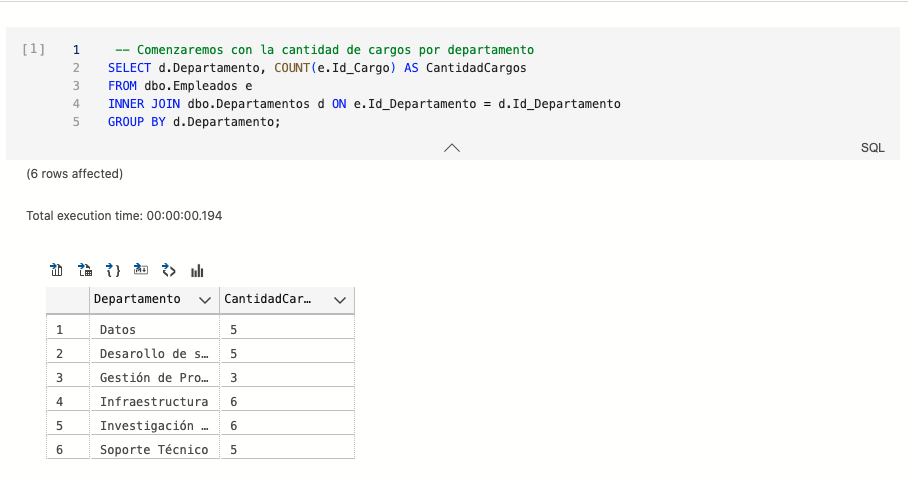 [1] 1 -- Comenzaremos con la cantidad de cargos por departamento
2 SELECT d.Departamento, COUNT(e.Id_Cargo) AS CantidadCargos
3 FROM dbo.Empleados e
4 INNER JOIN dbo.Departamentos d ON e.Id_Departamento = d.Id_Departamento
5 GROUP BY d.Departamento;
SQL
(6 rows affected)
Total execution time: 00:00:00.194
Departamento CantidadCar…
1 Datos 5
2 Desarollo de s… 5
3 Gestión de Pro… 3
4 Infraestructura 6
5 Investigación … 6
6 Soporte Técnico 5